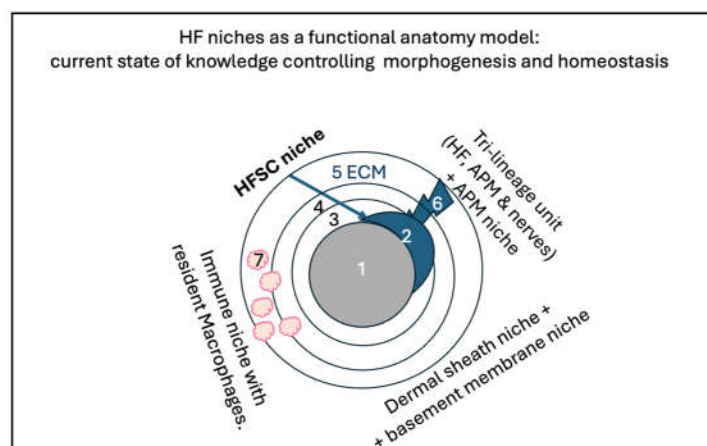 HF niches as a functional anatomy model:
current state of knowledge controlling morphogenesis and homeostasis
HFSC niche
5 ECM
Tri-lineage unit
(HF, APM & nerves)
+ APM niche
4
3
6
2
1
7
Immune niche with
resident Macrophages.
Dermal sheath niche +
+ basement membrane niche